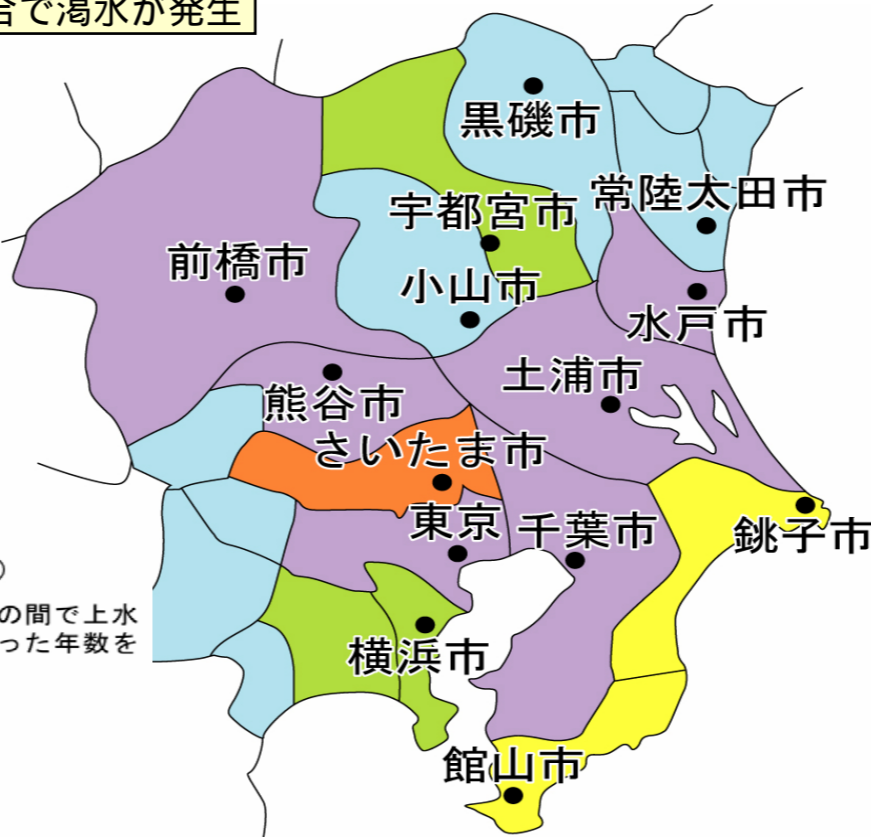 合で渇水が発生
黒磯市
常陸太田市
宇都宮市
前橋市
小山市
水戸市
土浦市
熊谷市
さいたま市
東京
千葉市
銚子市
の間で上水
った年数を
横浜市
館山市